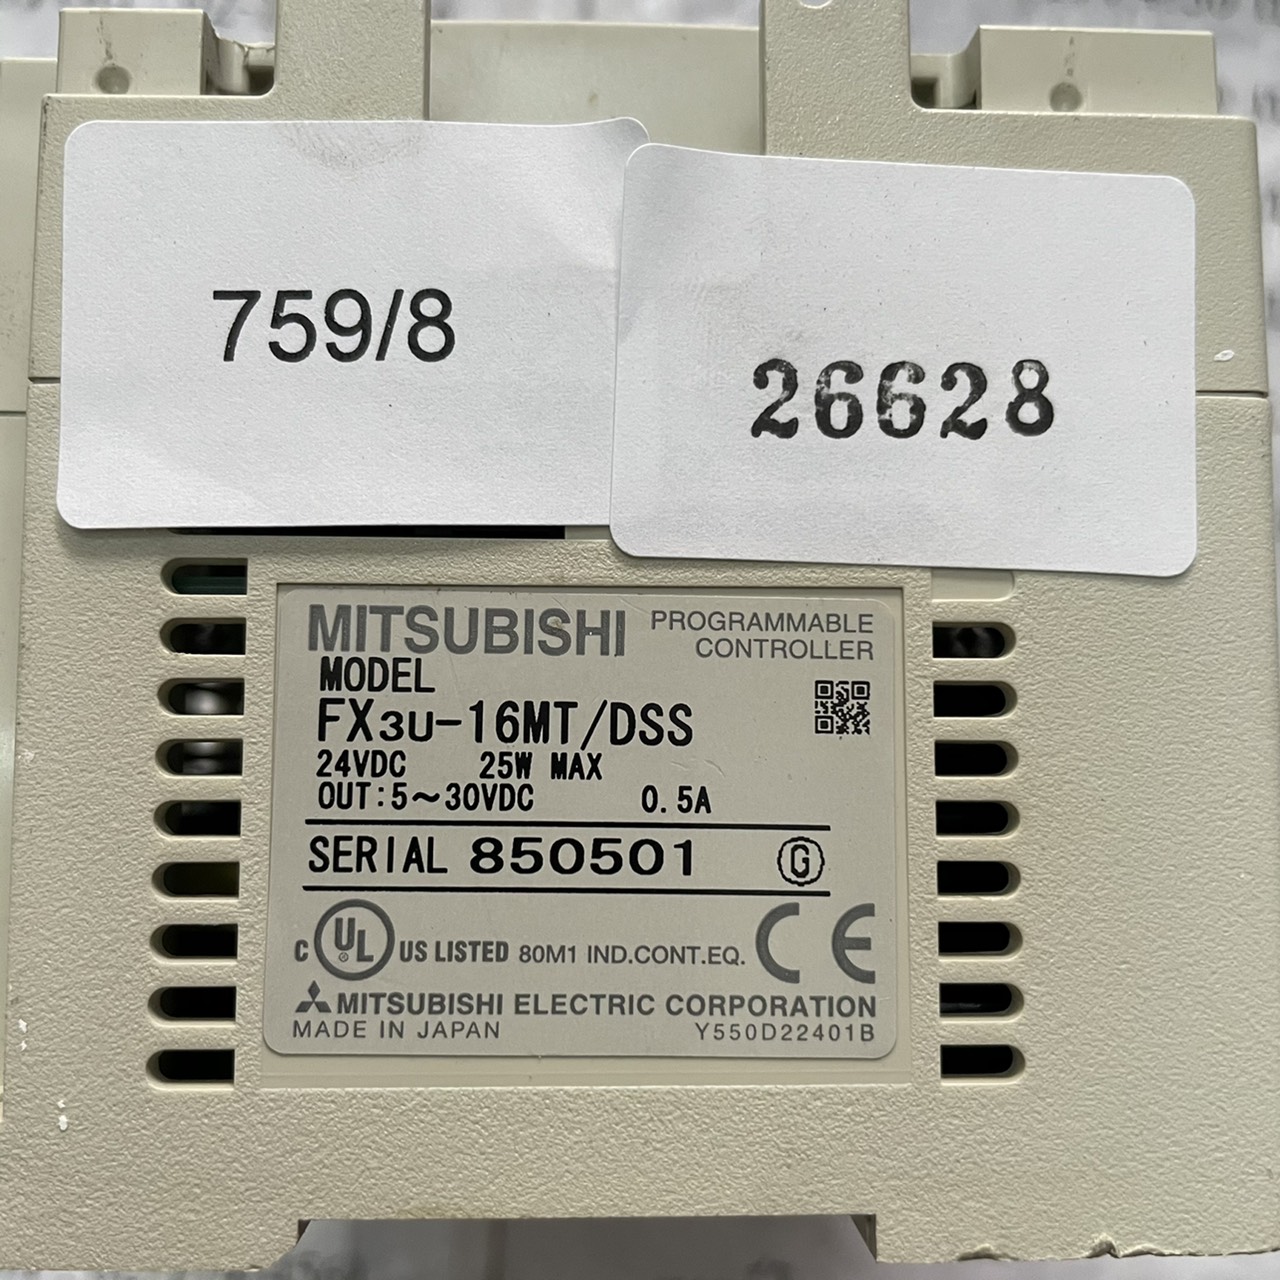 759/8
26628
MITSUBISHI
PROGRAMMABLE
CONTROLLER
MODEL
FX3U-16MT/DSS
24VDC 25W MAX
OUT:5~30VDC 0.5A
SERIAL 850501 G
C UL US LISTED 80M1 IND.CONT.EQ. CE
MITSUBISHI ELECTRIC CORPORATION
MADE IN JAPAN Y550D22401B